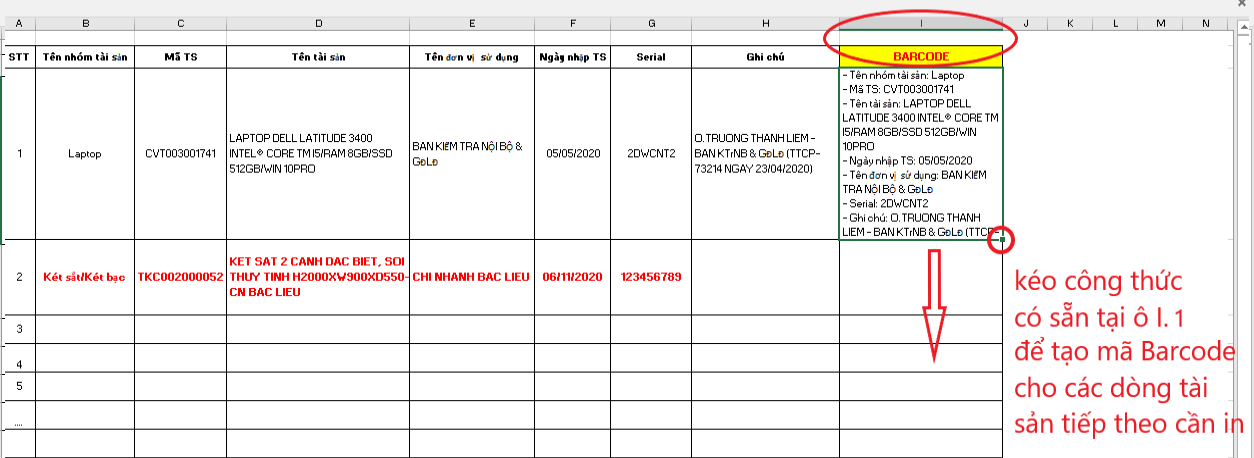 A B C D E F G H I J K L M N
STT Tên nhóm tài sản Mã TS Tên tài sản Tên đơn vị sử dụng Ngày nhập TS Serial Ghi chú BARCODE
1 Laptop CVT003001741
LAPTOP DELL LATITUDE 3400
INTEL® CORE TM I5/RAM 8GB/SSD
512GB/WIN 10PRO
BAN KIỂM TRA NỘI BỘ &
GĐLĐ
05/05/2020 2DWCNT2
O.TRUONG THANH LIEM -
BAN KTrNB & GĐLĐ (TTCP-
73214 NGAY 23/04/2020)
- Tên nhóm tài sản: Laptop
- Mã TS: CVT003001741
- Tên tài sản: LAPTOP DELL
LATITUDE 3400 INTEL® CORE TM
I5/RAM 8GB/SSD 512GB/WIN
10PRO
- Ngày nhập TS: 05/05/2020
- Tên đơn vị sử dụng: BAN KIỂM
TRA NỘI BỘ & GĐLĐ
- Serial: 2DWCNT2
- Ghi chú: O.TRUONG THANH
LIEM - BAN KTrNB & GĐLĐ (TTCP-
2 Két sắt/Két bạc TKC002000052
KET SAT 2 CANH DAC BIET, SOI
THUY TINH H2000XW900XD550-
CN BAC LIEU
CHI NHANH BAC LIEU 06/11/2020 123456789
3
4
5
....
kéo công thức
có sẵn tại ô I.1
để tạo mã Barcode
cho các dòng tài
sản tiếp theo cần in